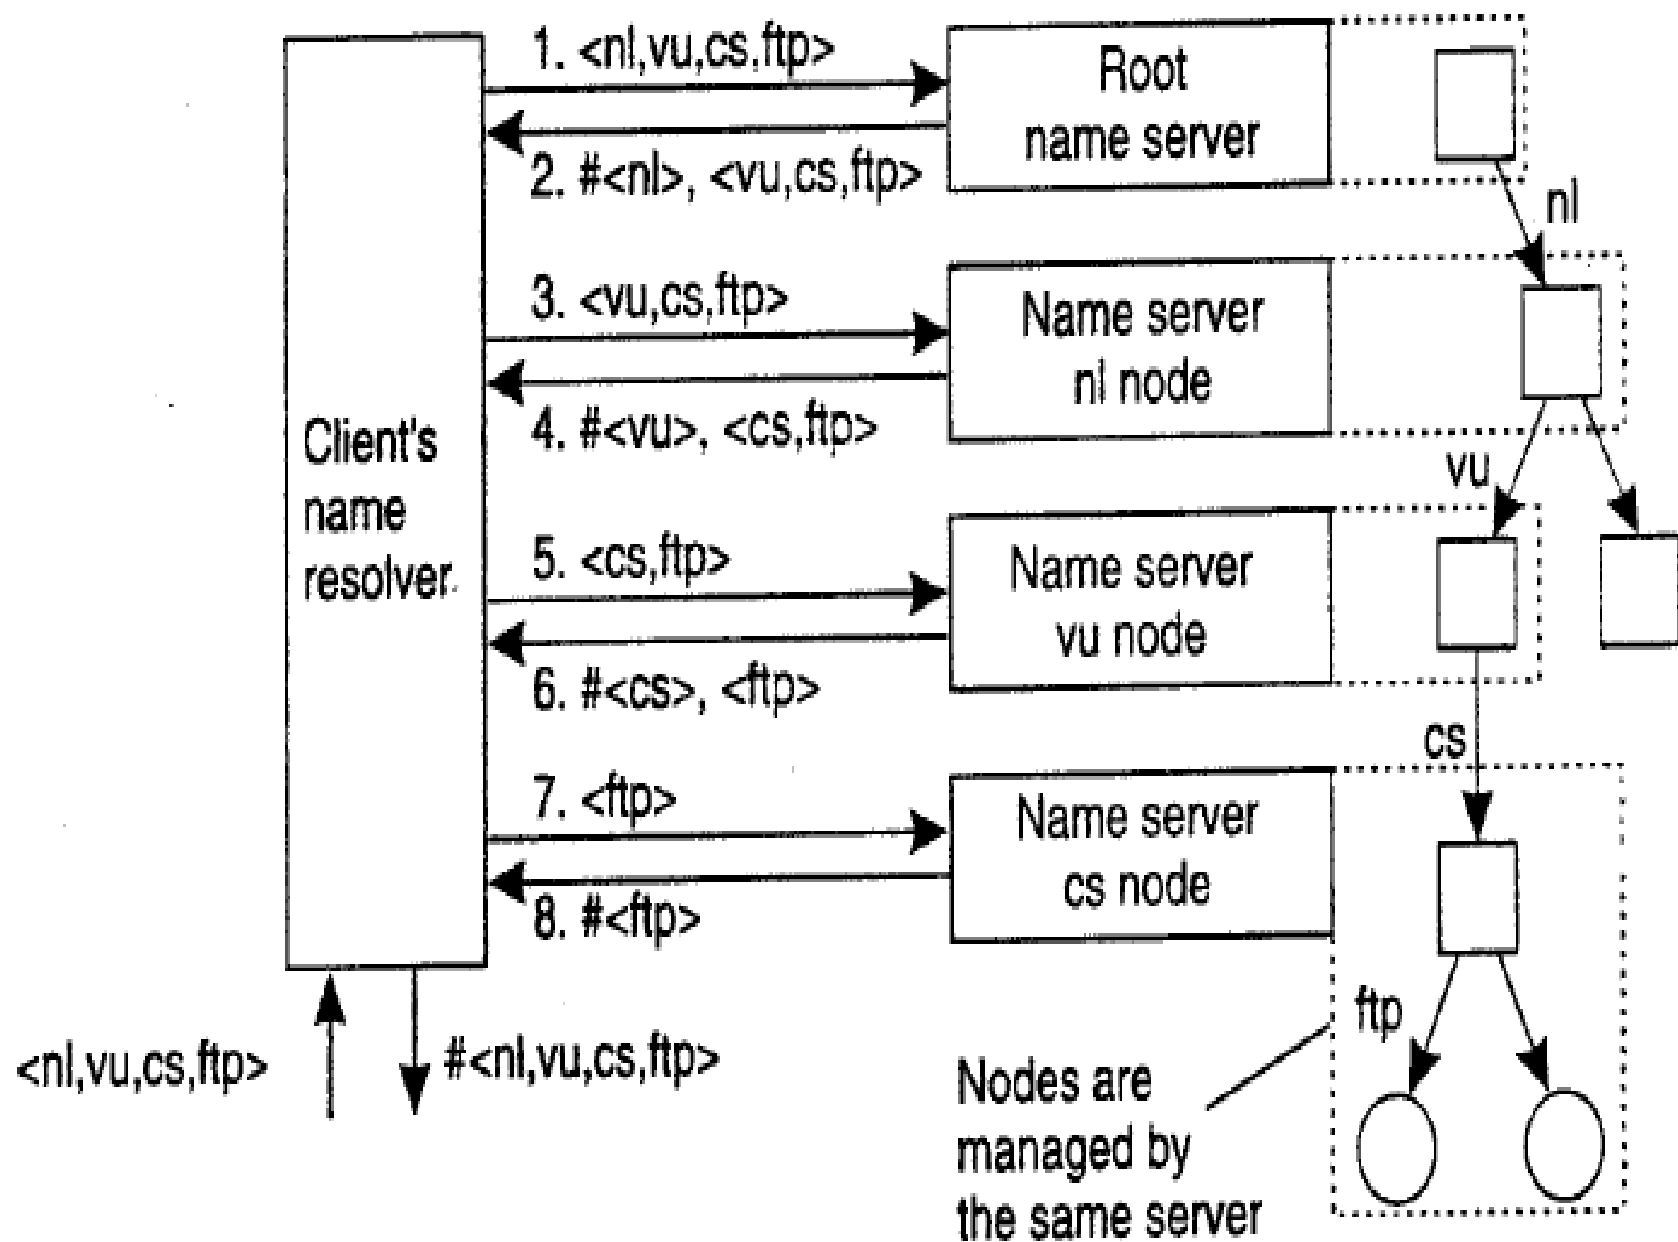 1. <nl,vu,cs,ftp>
Root
name server
2. #<nl>, <vu,cs,ftp>
nl
3. <vu,cs,ftp>
Name server
nl node
4. #<vu>, <cs,ftp>
vu
Client's
name
resolver
5. <cs,ftp>
Name server
vu node
6. #<cs>, <ftp>
cs
7. <ftp>
Name server
cs node
8. #<ftp>
ftp
<nl,vu,cs,ftp>
#<nl,vu,cs,ftp>
Nodes are
managed by
the same server